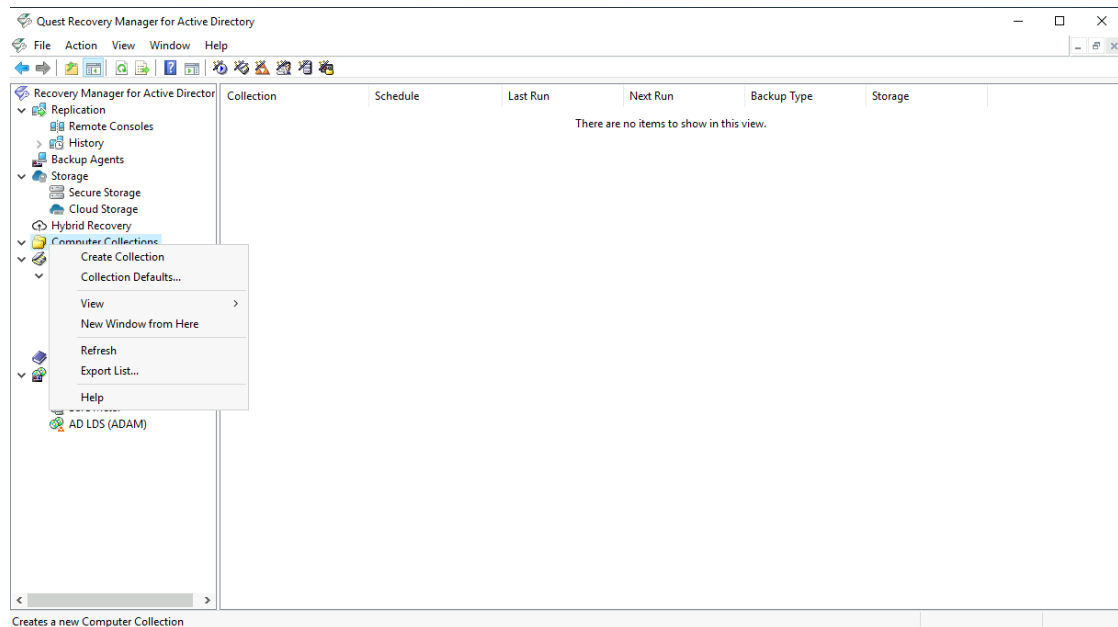 Quest Recovery Manager for Active Directory
File Action View Window Help
Recovery Manager for Active Director
Collection Schedule Last Run Next Run Backup Type Storage
Replication
There are no items to show in this view.
Remote Consoles
History
Backup Agents
Storage
Secure Storage
Cloud Storage
Hybrid Recovery
Computer Collections
Create Collection
Collection Defaults...
View
New Window from Here
Refresh
Export List...
Help
AD LDS (ADAM)
Creates a new Computer Collection